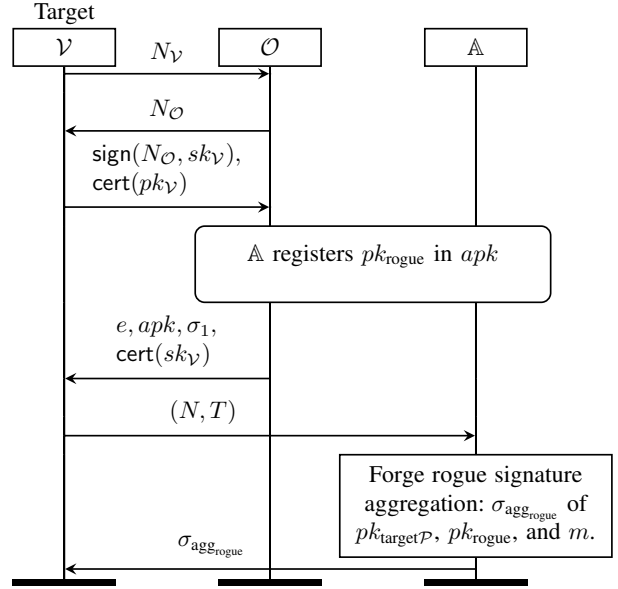 Target
𝒱 𝒪 𝔸
N_𝒱
N_𝒪
sign(N_𝒪, sk_𝒱),
cert(pk_𝒱)
𝔸 registers pk_rogue in apk
e, apk, σ_1,
cert(sk_𝒱)
(N, T)
Forge rogue signature
aggregation: σ_agg_rogue of
pk_target𝒫, pk_rogue, and m.
σ_agg_rogue